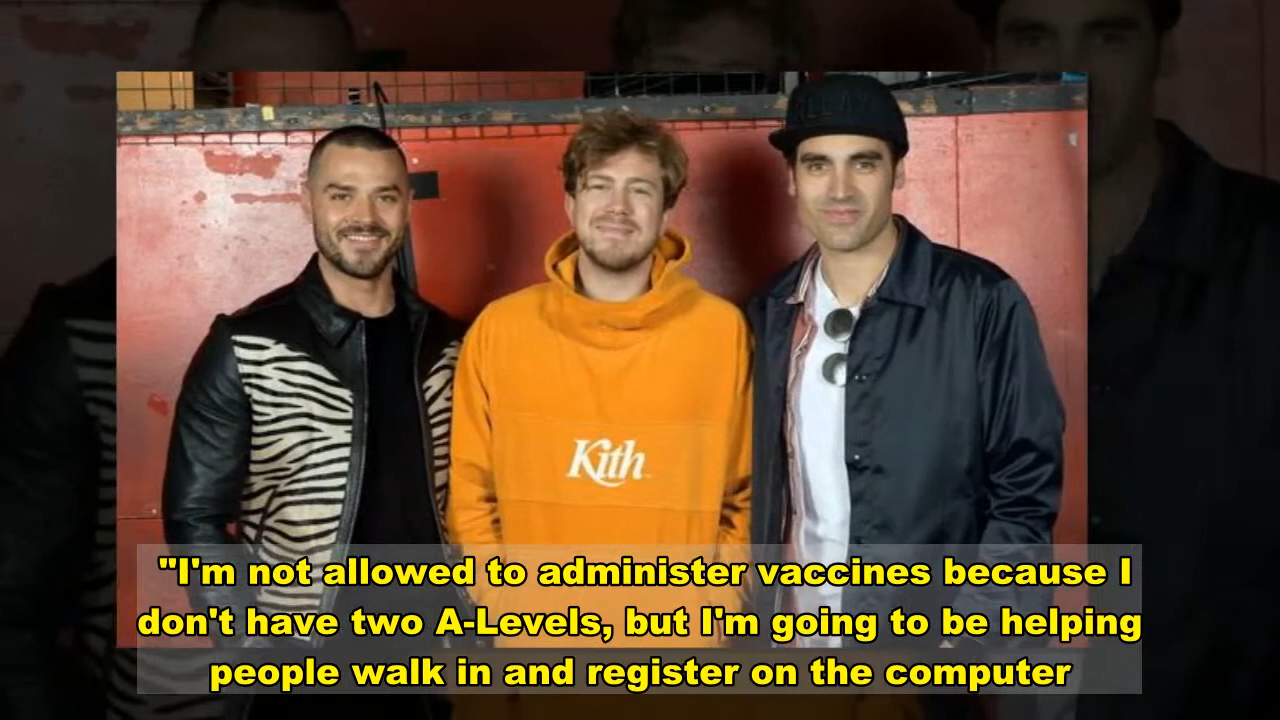 Kith
"I'm not allowed to administer vaccines because I
don't have two A-Levels, but I'm going to be helping
people walk in and register on the computer